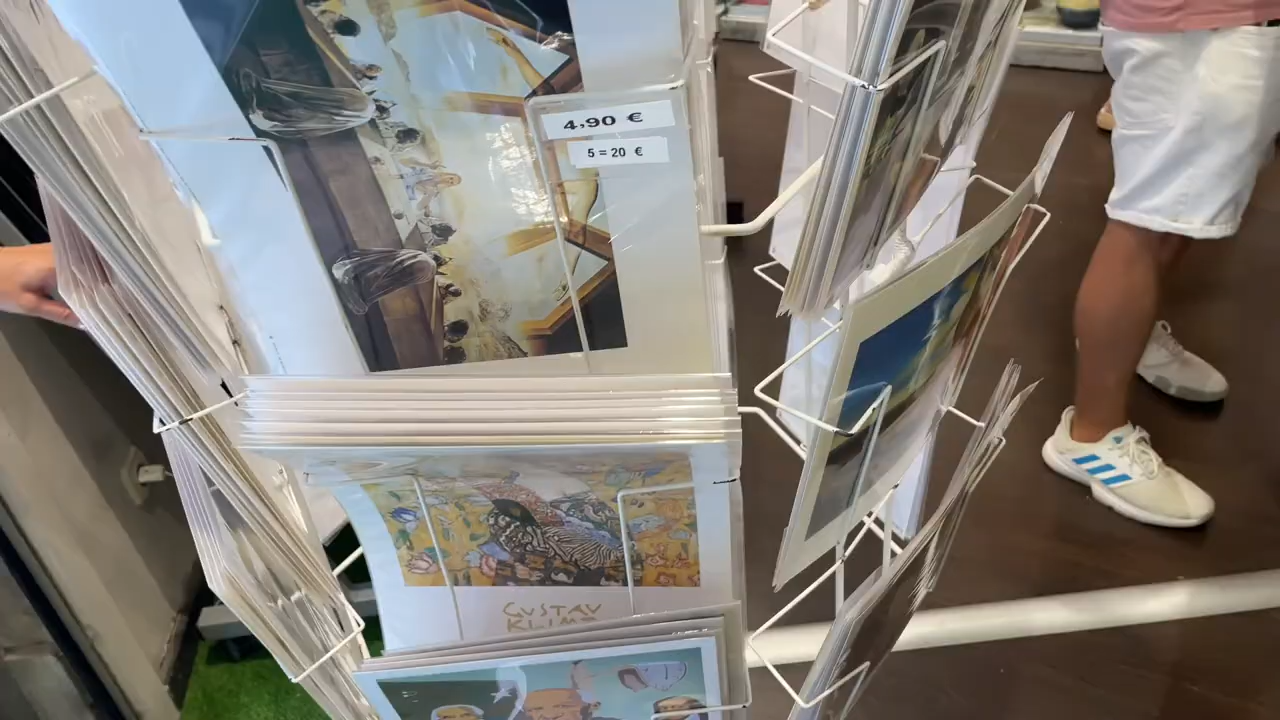 4,90 €
5 = 20 €
GUSTAV
KLIMT